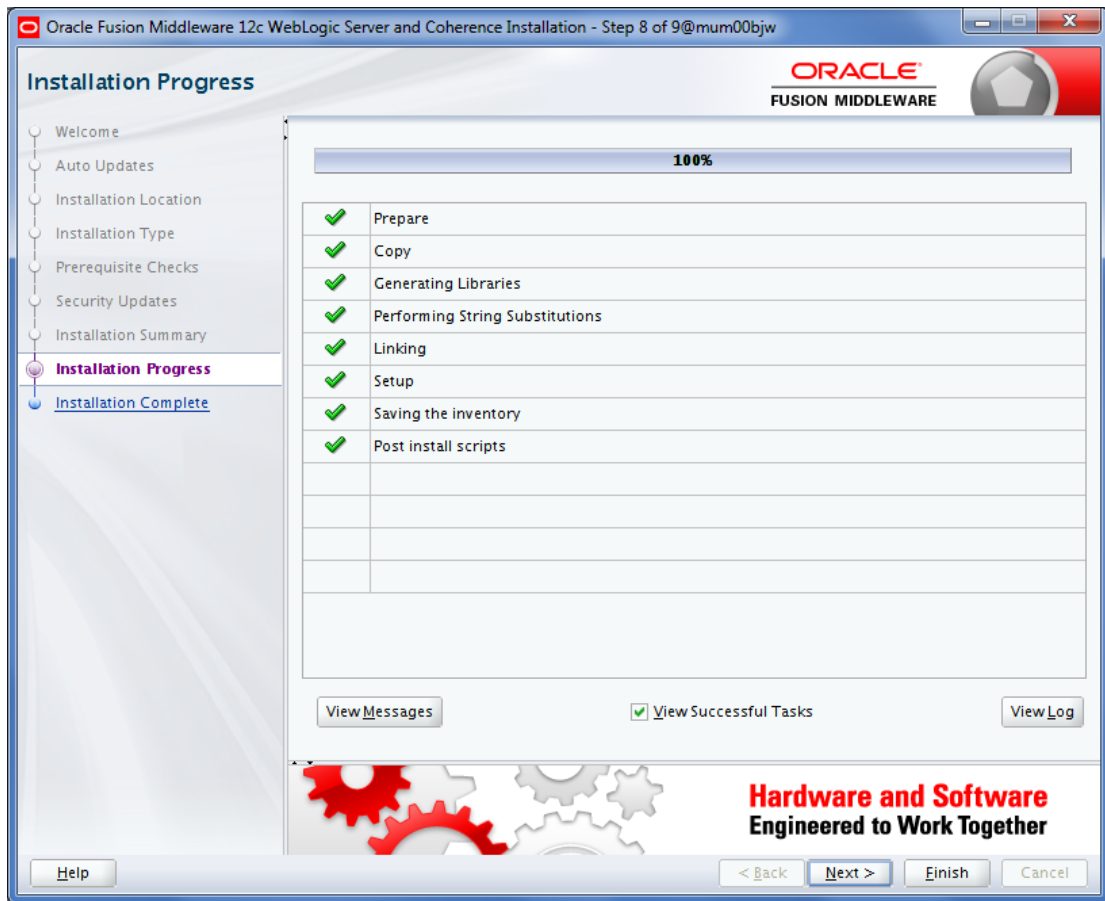 Oracle Fusion Middleware 12c WebLogic Server and Coherence Installation - Step 8 of 9@mum00bjw
Installation Progress
ORACLE®
FUSION MIDDLEWARE
Welcome
Auto Updates
Installation Location
Installation Type
Prerequisite Checks
Security Updates
Installation Summary
Installation Progress
Installation Complete
100%
Prepare
Copy
Generating Libraries
Performing String Substitutions
Linking
Setup
Saving the inventory
Post install scripts
View Messages
View Successful Tasks
View Log
Hardware and Software
Engineered to Work Together
Help
< Back
Next >
Finish
Cancel